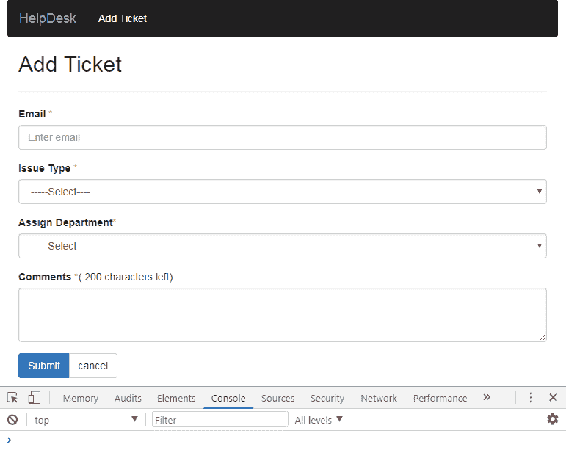 HelpDesk Add Ticket
Add Ticket
Email *
Enter email
Issue Type *
-----Select----
Assign Department*
Select
Comments *( 200 characters left)
Submit cancel
Memory Audits Elements Console Sources Security Network Performance »
top Filter All levels
›